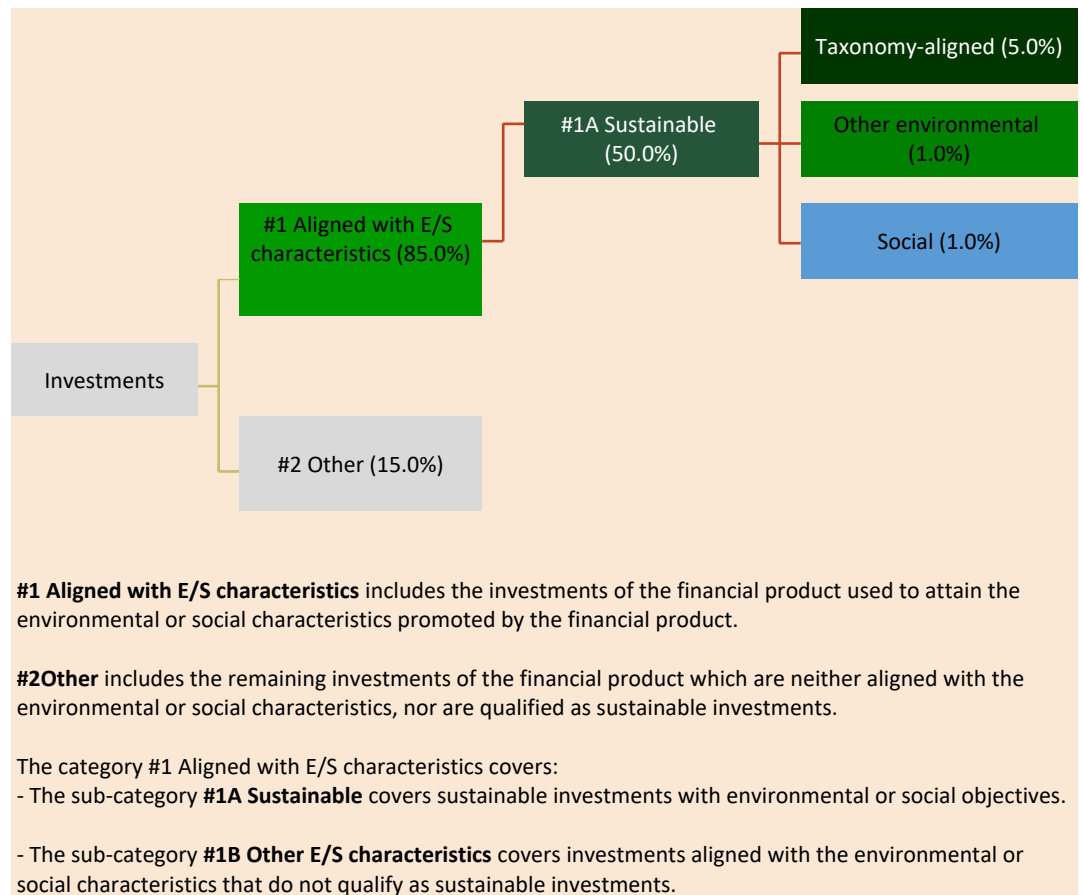 Taxonomy-aligned (5.0%)
#1A Sustainable
(50.0%)
Other environmental
(1.0%)
#1 Aligned with E/S
characteristics (85.0%)
Social (1.0%)
Investments
#2 Other (15.0%)
#1 Aligned with E/S characteristics includes the investments of the financial product used to attain the
environmental or social characteristics promoted by the financial product.
#2Other includes the remaining investments of the financial product which are neither aligned with the
environmental or social characteristics, nor are qualified as sustainable investments.
The category #1 Aligned with E/S characteristics covers:
- The sub-category #1A Sustainable covers sustainable investments with environmental or social objectives.
- The sub-category #1B Other E/S characteristics covers investments aligned with the environmental or
social characteristics that do not qualify as sustainable investments.